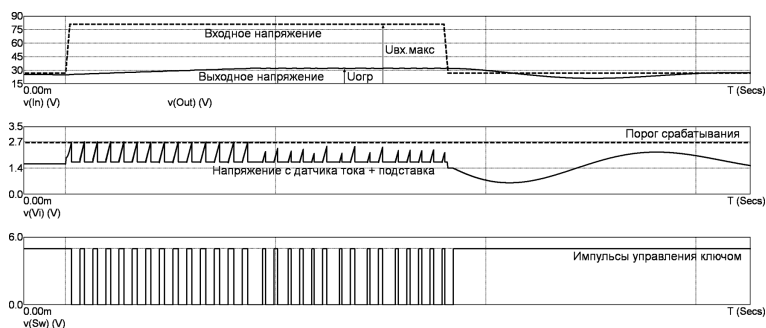 90
75
60
45
30
15
Входное напряжение
Uвх.макс
Выходное напряжение
Uогр
0.00m
T (Secs)
v(In) (V)
v(Out) (V)
3.5
2.7
1.4
0.0
Порог срабатывания
Напряжение с датчика тока + подставка
0.00m
T (Secs)
v(Vi) (V)
6.0
0.0
Импульсы управления ключом
0.00m
T (Secs)
v(Sw) (V)